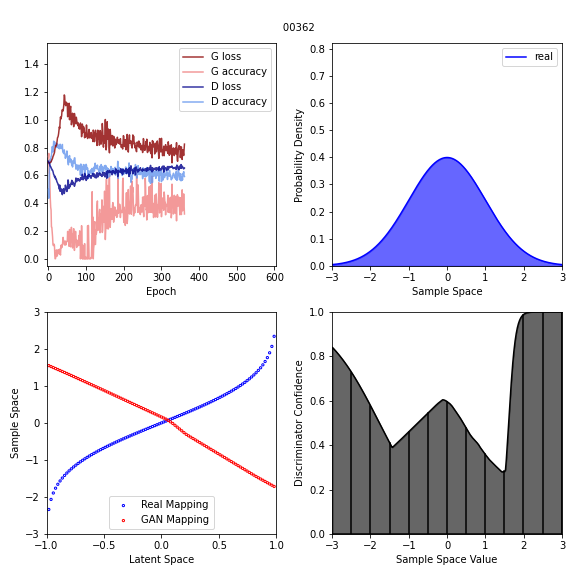 00362
G loss
G accuracy
D loss
D accuracy
1.4
1.2
1.0
0.8
0.6
0.4
0.2
0.0
0 100 200 300 400 500 600
Epoch
real
Probability Density
0.8
0.7
0.6
0.5
0.4
0.3
0.2
0.1
0.0
−3 −2 −1 0 1 2 3
Sample Space
Sample Space
3
2
1
0
−1
−2
−3
Real Mapping
GAN Mapping
−1.0 −0.5 0.0 0.5 1.0
Latent Space
Discriminator Confidence
1.0
0.8
0.6
0.4
0.2
0.0
−3 −2 −1 0 1 2 3
Sample Space Value